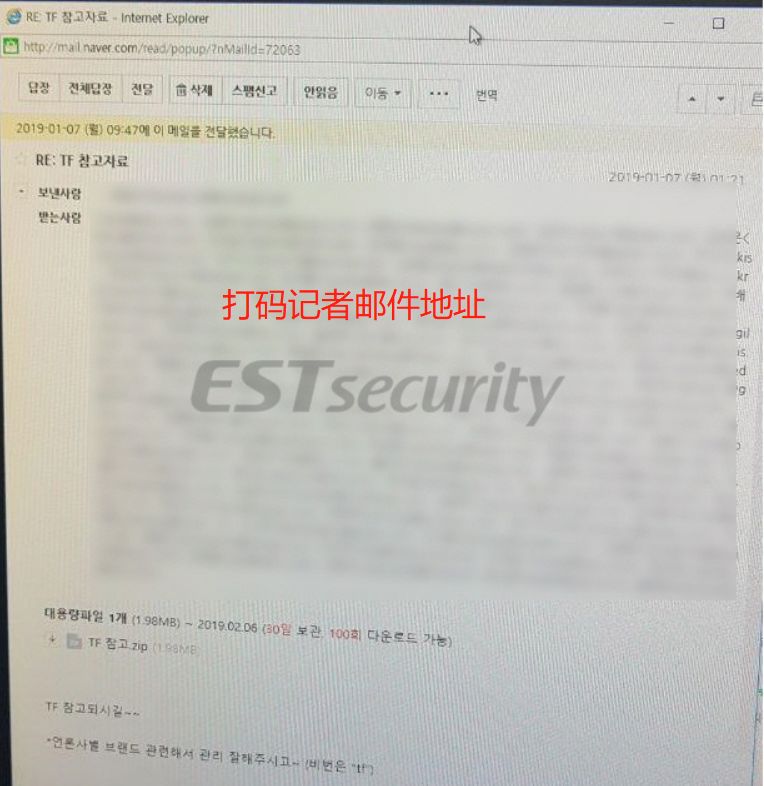 RE: TF 참고자료 - Internet Explorer
http://mail.naver.com/read/popup/?nMailId=72063
답장 전체답장 전달 삭제 스팸신고 안읽음 이동 ••• 번역
2019-01-07 (월) 09:47에 이 메일을 전달했습니다.
RE: TF 참고자료
2019-01-07 (월) 01:21
보낸사람
받는사람
kis
kr
打码记者邮件地址
gil
is
d
g
ESTsecurity
대용량파일 1개 (1.98MB) ~ 2019.02.06 (30일 보관, 100회 다운로드 가능)
TF 참고.zip (1.98MB)
TF 참고되시길~~
*언론사별 브랜드 관련해서 관리 잘해주시고~ (비번은 "tf")